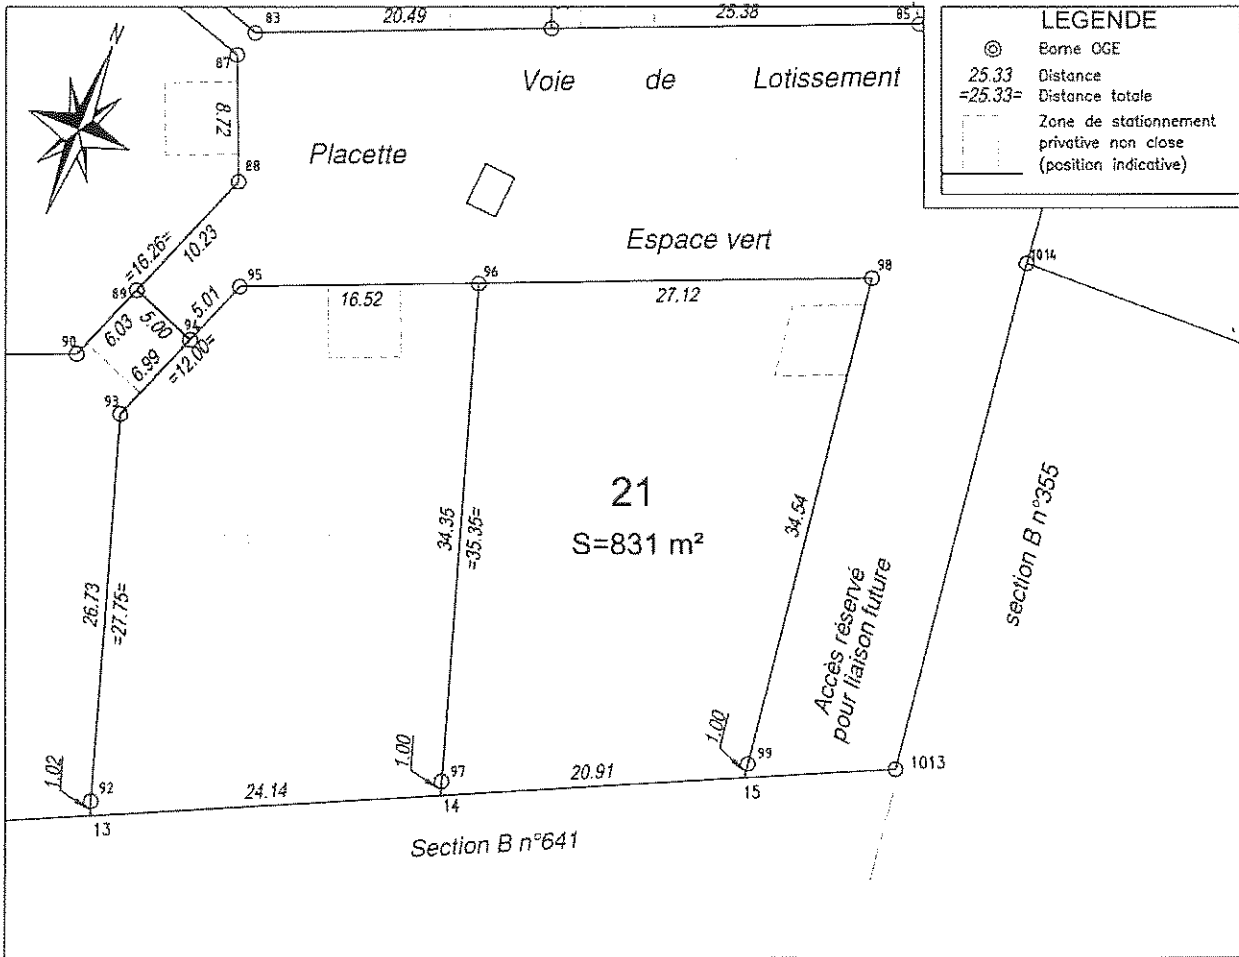 83
20.49
25.38
85
LEGENDE
Borne OGE
25.33 Distance
=25.33= Distance totale
Zone de stationnement
privative non close
(position indicative)
N
87
8.72
88
Voie de Lotissement
Placette
Espace vert
=16.26=
10.23
89
95
96
98
1014
16.52
27.12
5.01
5.00
94
90
6.03
6.99
=12.00=
93
21
S=831 m²
34.35
=35.35=
34.54
section B n°355
26.73
=27.75=
Accès réservé
pour liaison future
1.02
92
1.00
97
1.00
99
1013
24.14
20.91
13
14
15
Section B n°641